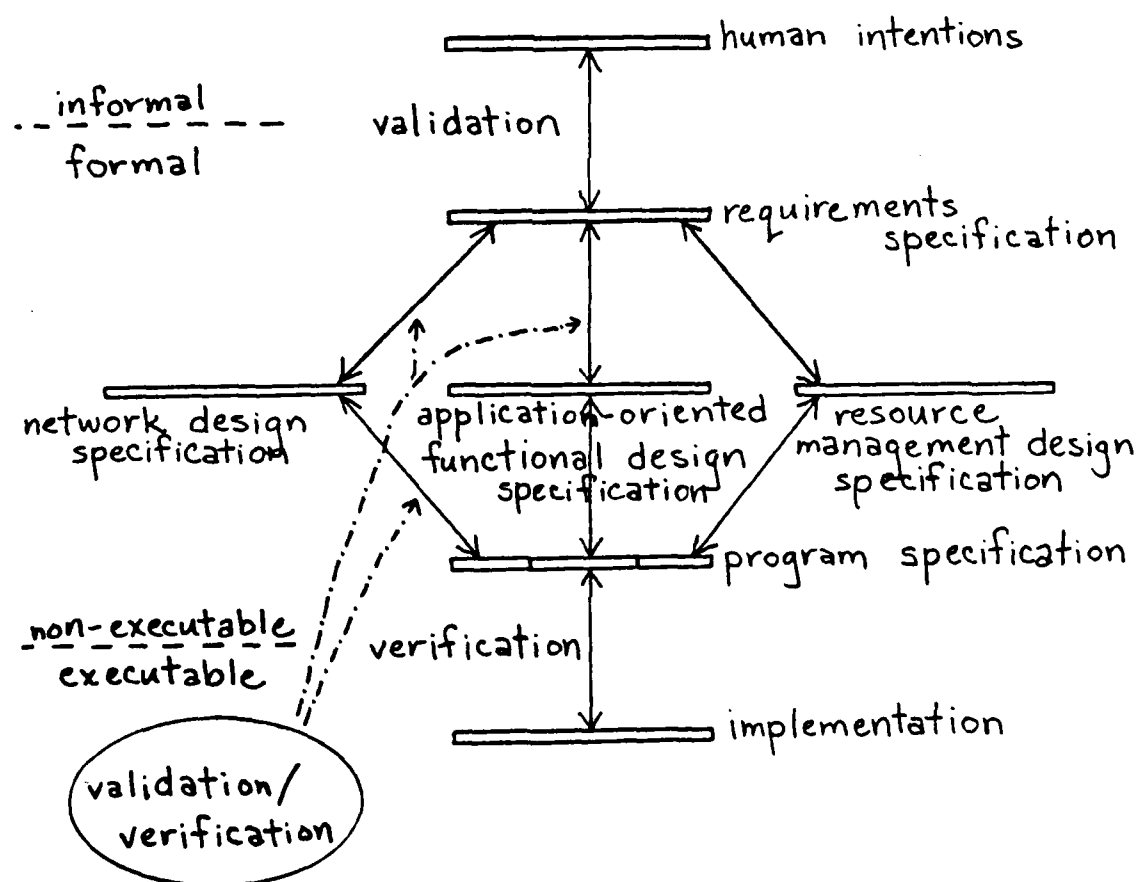 human intentions
informal
formal
validation
requirements
specification
network design
specification
application-oriented
functional design
specification
resource
management design
specification
program specification
non-executable
executable
verification
implementation
validation/
verification